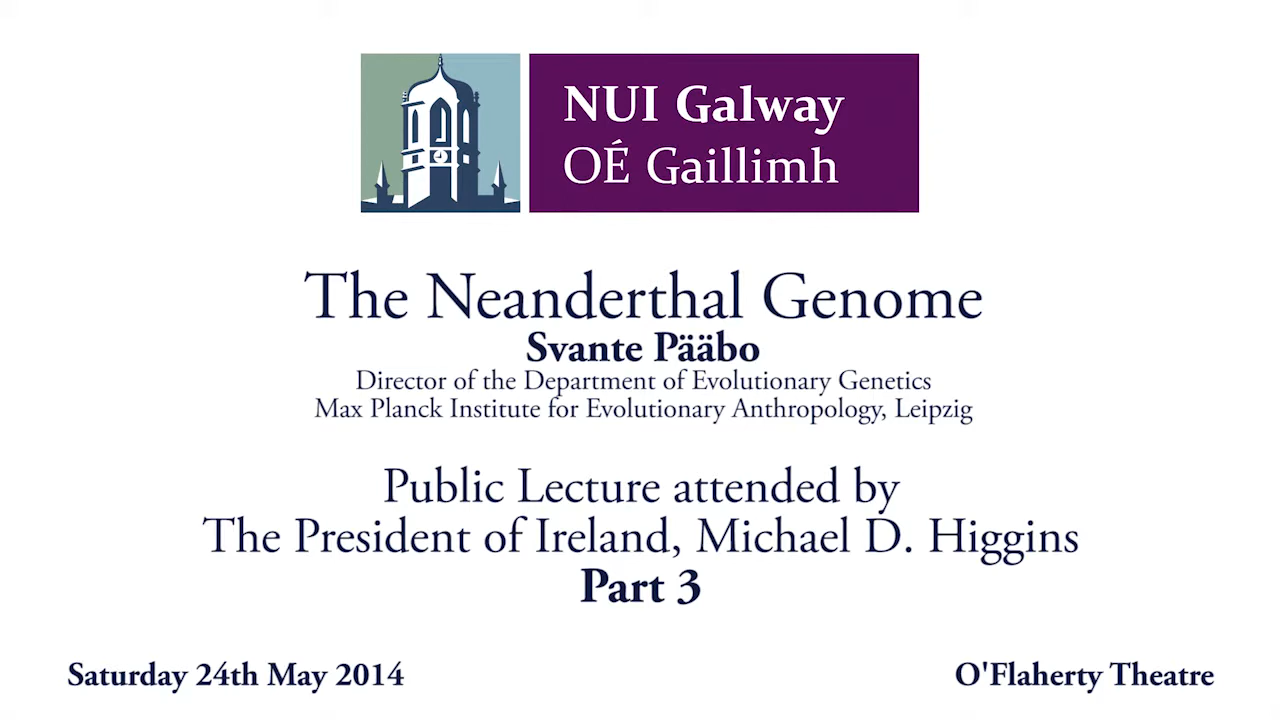 NUI Galway
OÉ Gaillimh
The Neanderthal Genome
Svante Pääbo
Director of the Department of Evolutionary Genetics
Max Planck Institute for Evolutionary Anthropology, Leipzig
Public Lecture attended by
The President of Ireland, Michael D. Higgins
Part 3
Saturday 24th May 2014
O'Flaherty Theatre